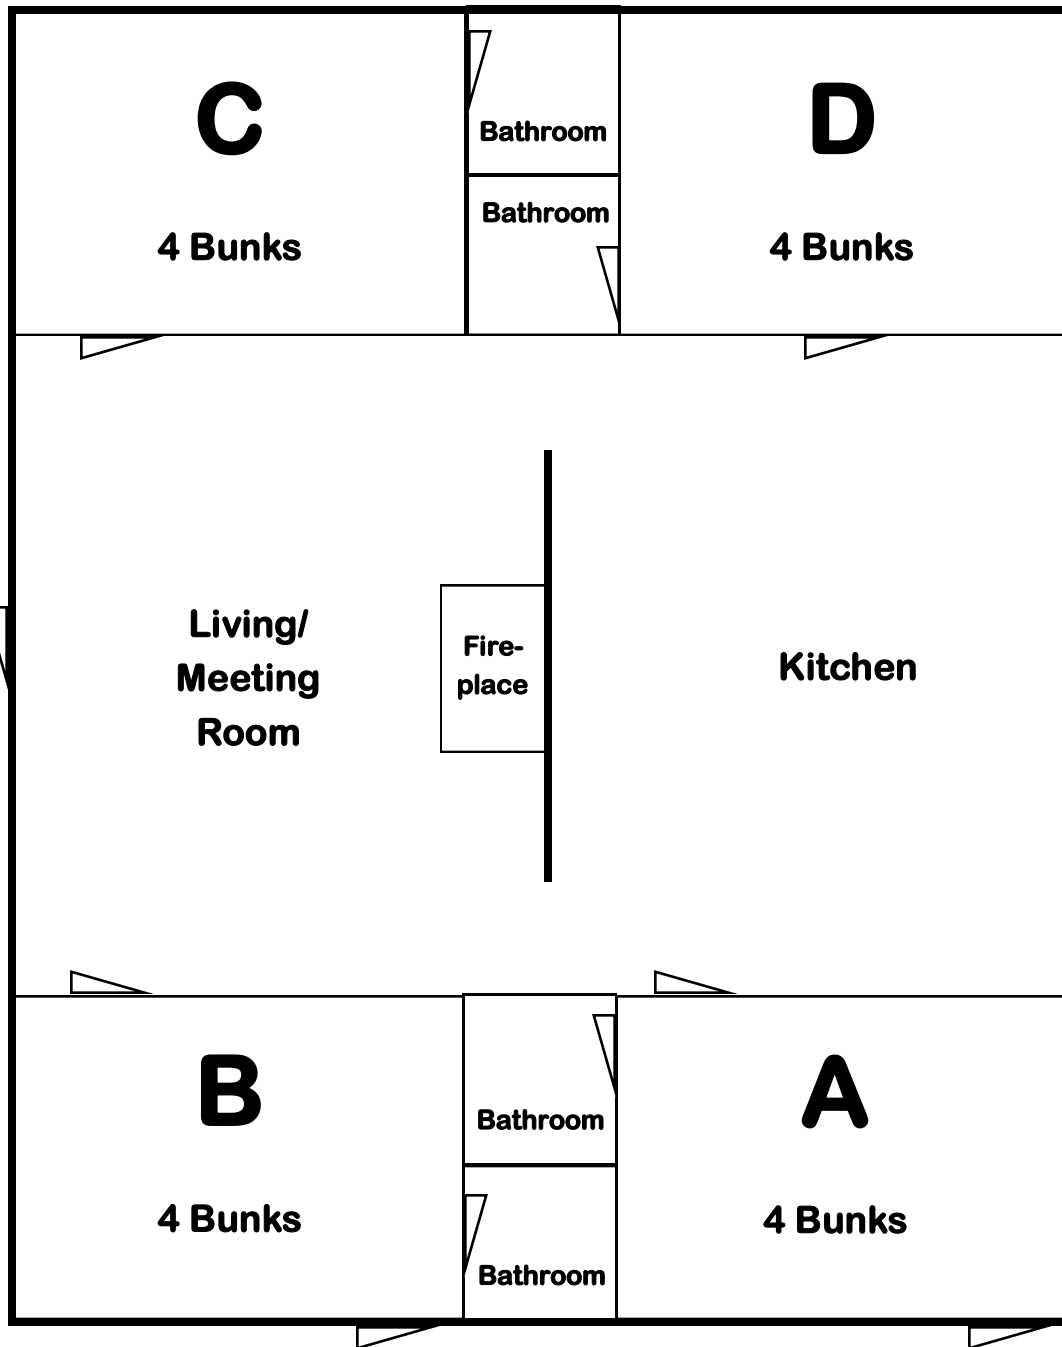 C
4 Bunks
Bathroom
Bathroom
D
4 Bunks
Living/
Meeting
Room
Fire-
place
Kitchen
B
4 Bunks
Bathroom
Bathroom
A
4 Bunks